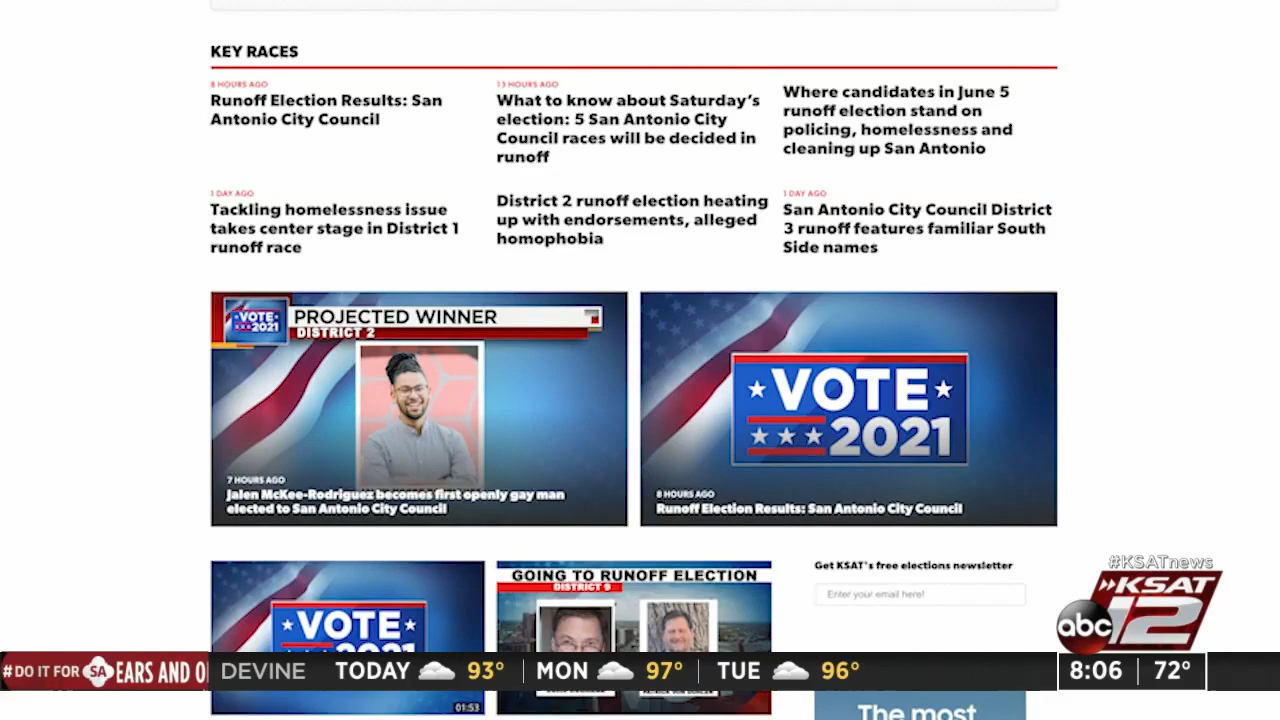 KEY RACES
8 HOURS AGO
Runoff Election Results: San
Antonio City Council
13 HOURS AGO
What to know about Saturday's
election: 5 San Antonio City
Council races will be decided in
runoff
Where candidates in June 5
runoff election stand on
policing, homelessness and
cleaning up San Antonio
1 DAY AGO
Tackling homelessness issue
takes center stage in District 1
runoff race
District 2 runoff election heating
up with endorsements, alleged
homophobia
1 DAY AGO
San Antonio City Council District
3 runoff features familiar South
Side names
VOTE
2021
PROJECTED WINNER
DISTRICT 2
7 HOURS AGO
Jalen McKee-Rodriguez becomes first openly gay man
elected to San Antonio City Council
VOTE
2021
8 HOURS AGO
Runoff Election Results: San Antonio City Council
VOTE
2021
01:53
GOING TO RUNOFF ELECTION
DISTRICT 9
Get KSAT's free elections newsletter
Enter your email here!
The most
#KSATnews
KSAT
abc 12
#DO IT FOR SA EARS AND
DEVINE TODAY 93° MON 97° TUE 96°
8:06 72°